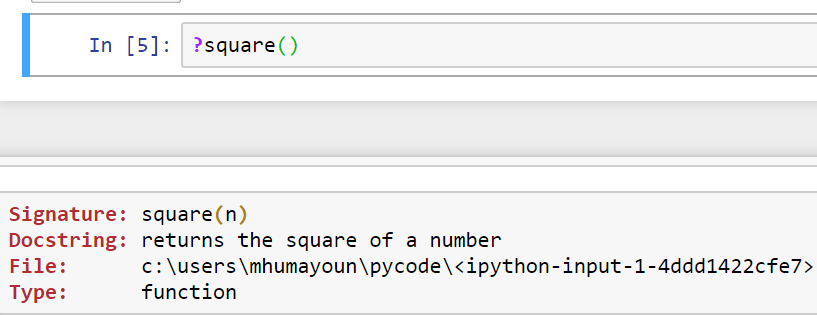 In [5]: ?square()
Signature: square(n)
Docstring: returns the square of a number
File: c:\users\mhumayoun\pycode\<ipython-input-1-4ddd1422cfe7>
Type: function